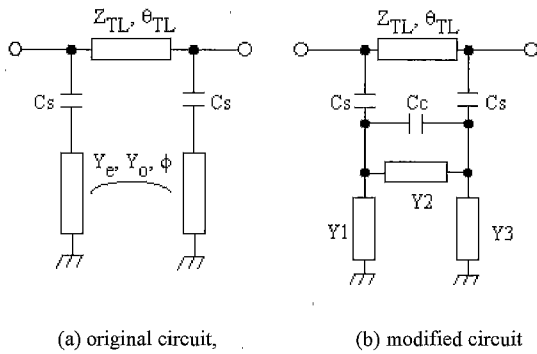 Z_TL, θ_TL
Cs
Cs
Y_e, Y_o, ϕ
(a) original circuit,
Z_TL, θ_TL
Cs
Cc
Cs
Y2
Y1
Y3
(b) modified circuit